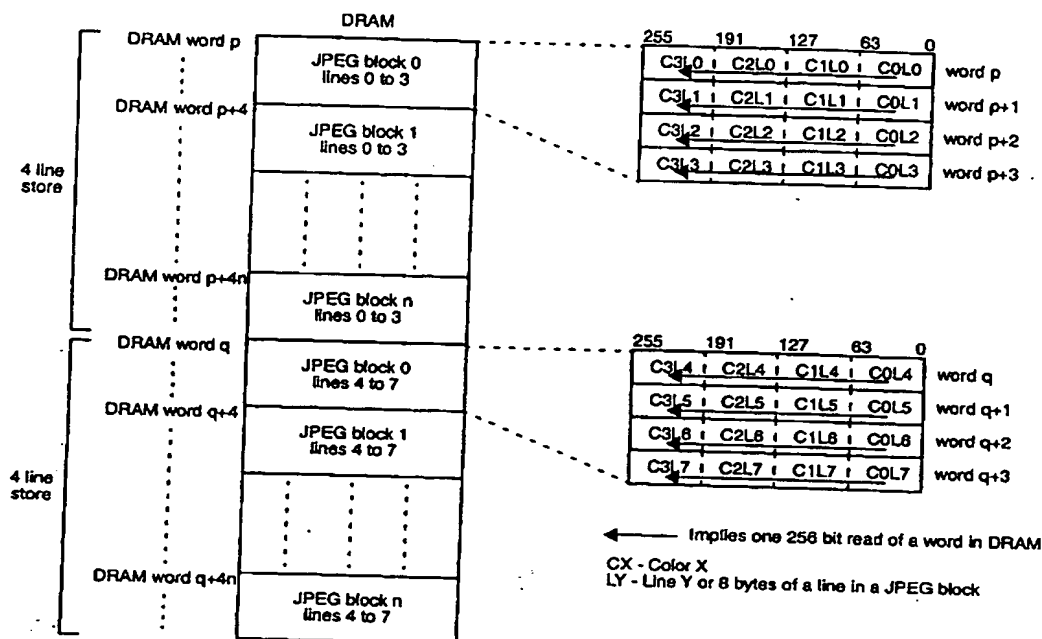 DRAM
DRAM word p
JPEG block 0
lines 0 to 3
DRAM word p+4
JPEG block 1
lines 0 to 3
4 line
store
DRAM word p+4n
JPEG block n
lines 0 to 3
DRAM word q
JPEG block 0
lines 4 to 7
DRAM word q+4
JPEG block 1
lines 4 to 7
4 line
store
DRAM word q+4n
JPEG block n
lines 4 to 7
255 191 127 63 0
C3L0 C2L0 C1L0 C0L0 word p
C3L1 C2L1 C1L1 C0L1 word p+1
C3L2 C2L2 C1L2 C0L2 word p+2
C3L3 C2L3 C1L3 C0L3 word p+3
255 191 127 63 0
C3L4 C2L4 C1L4 C0L4 word q
C3L5 C2L5 C1L5 C0L5 word q+1
C3L6 C2L6 C1L6 C0L6 word q+2
C3L7 C2L7 C1L7 C0L7 word q+3
Implies one 256 bit read of a word in DRAM
CX - Color X
LY - Line Y or 8 bytes of a line in a JPEG block